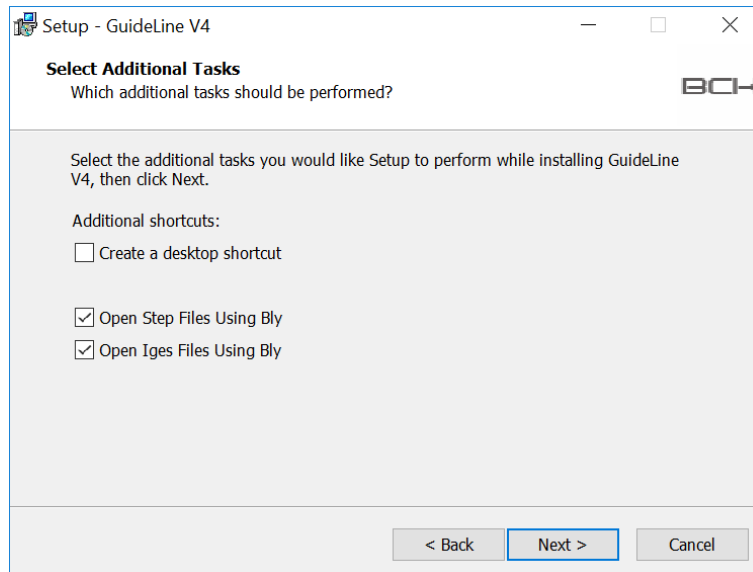 Setup - GuideLine V4
Select Additional Tasks
Which additional tasks should be performed?
Select the additional tasks you would like Setup to perform while installing GuideLine
V4, then click Next.
Additional shortcuts:
Create a desktop shortcut
Open Step Files Using Bly
Open Iges Files Using Bly
< Back
Next >
Cancel